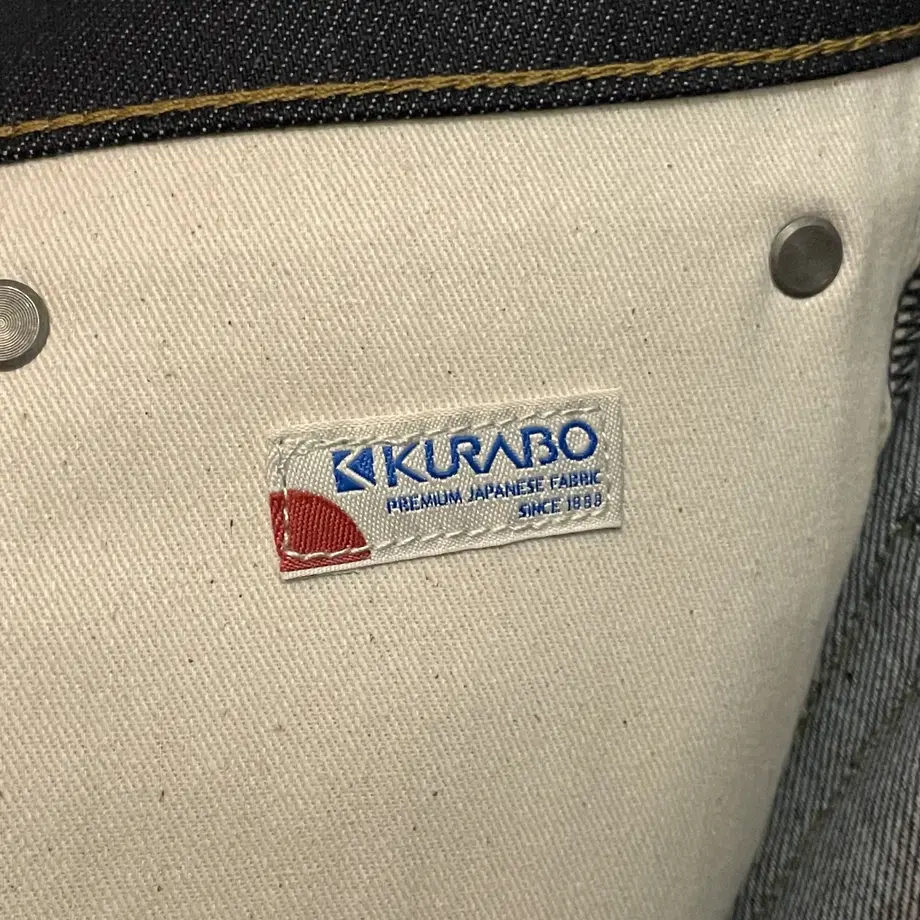 KURABO
PREMIUM JAPANESE FABRIC
SINCE 1888